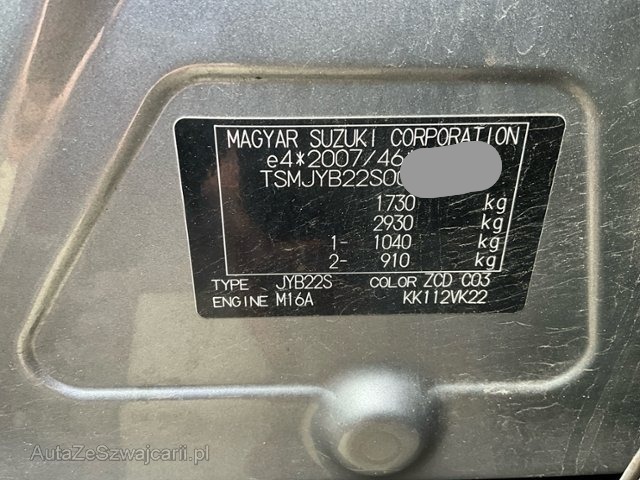 MAGYAR SUZUKI CORPORATION
e4*2007/46*
TSMJYB22S00
1730 kg
2930 kg
1- 1040 kg
2- 910 kg
TYPE JYB22S COLOR ZCD C03
ENGINE M16A KK112VK22
AutaZeSzwajcarii.pl